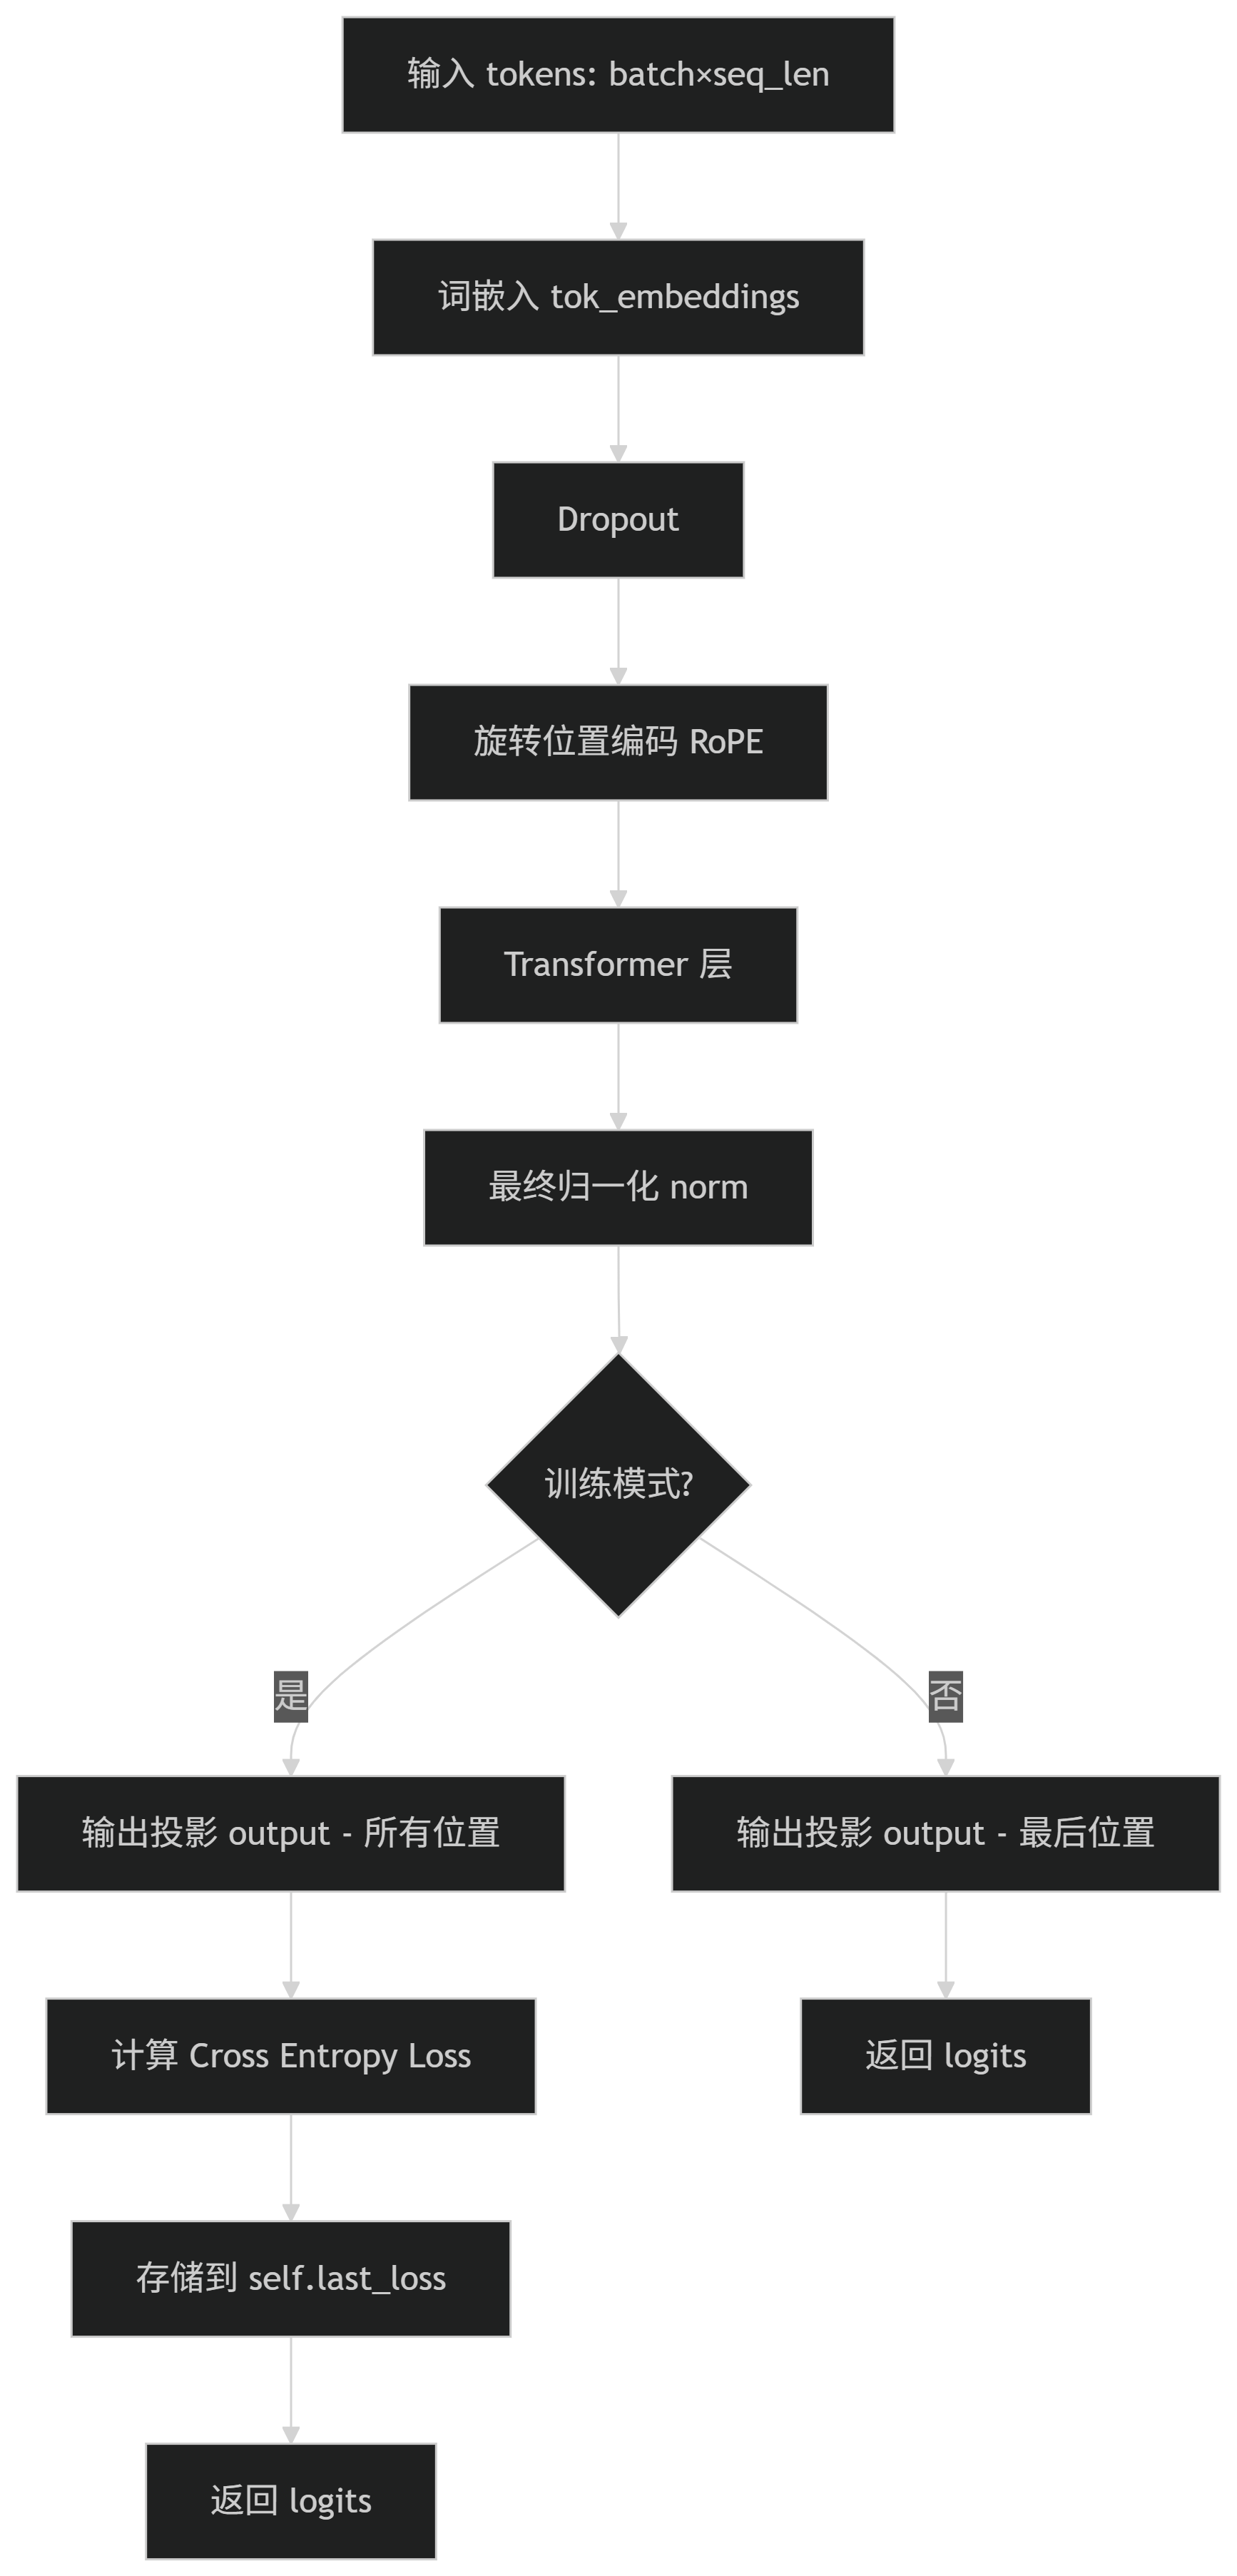 输入 tokens: batch×seq_len
词嵌入 tok_embeddings
Dropout
旋转位置编码 RoPE
Transformer 层
最终归一化 norm
训练模式?
是
否
输出投影 output - 所有位置
输出投影 output - 最后位置
计算 Cross Entropy Loss
返回 logits
存储到 self.last_loss
返回 logits